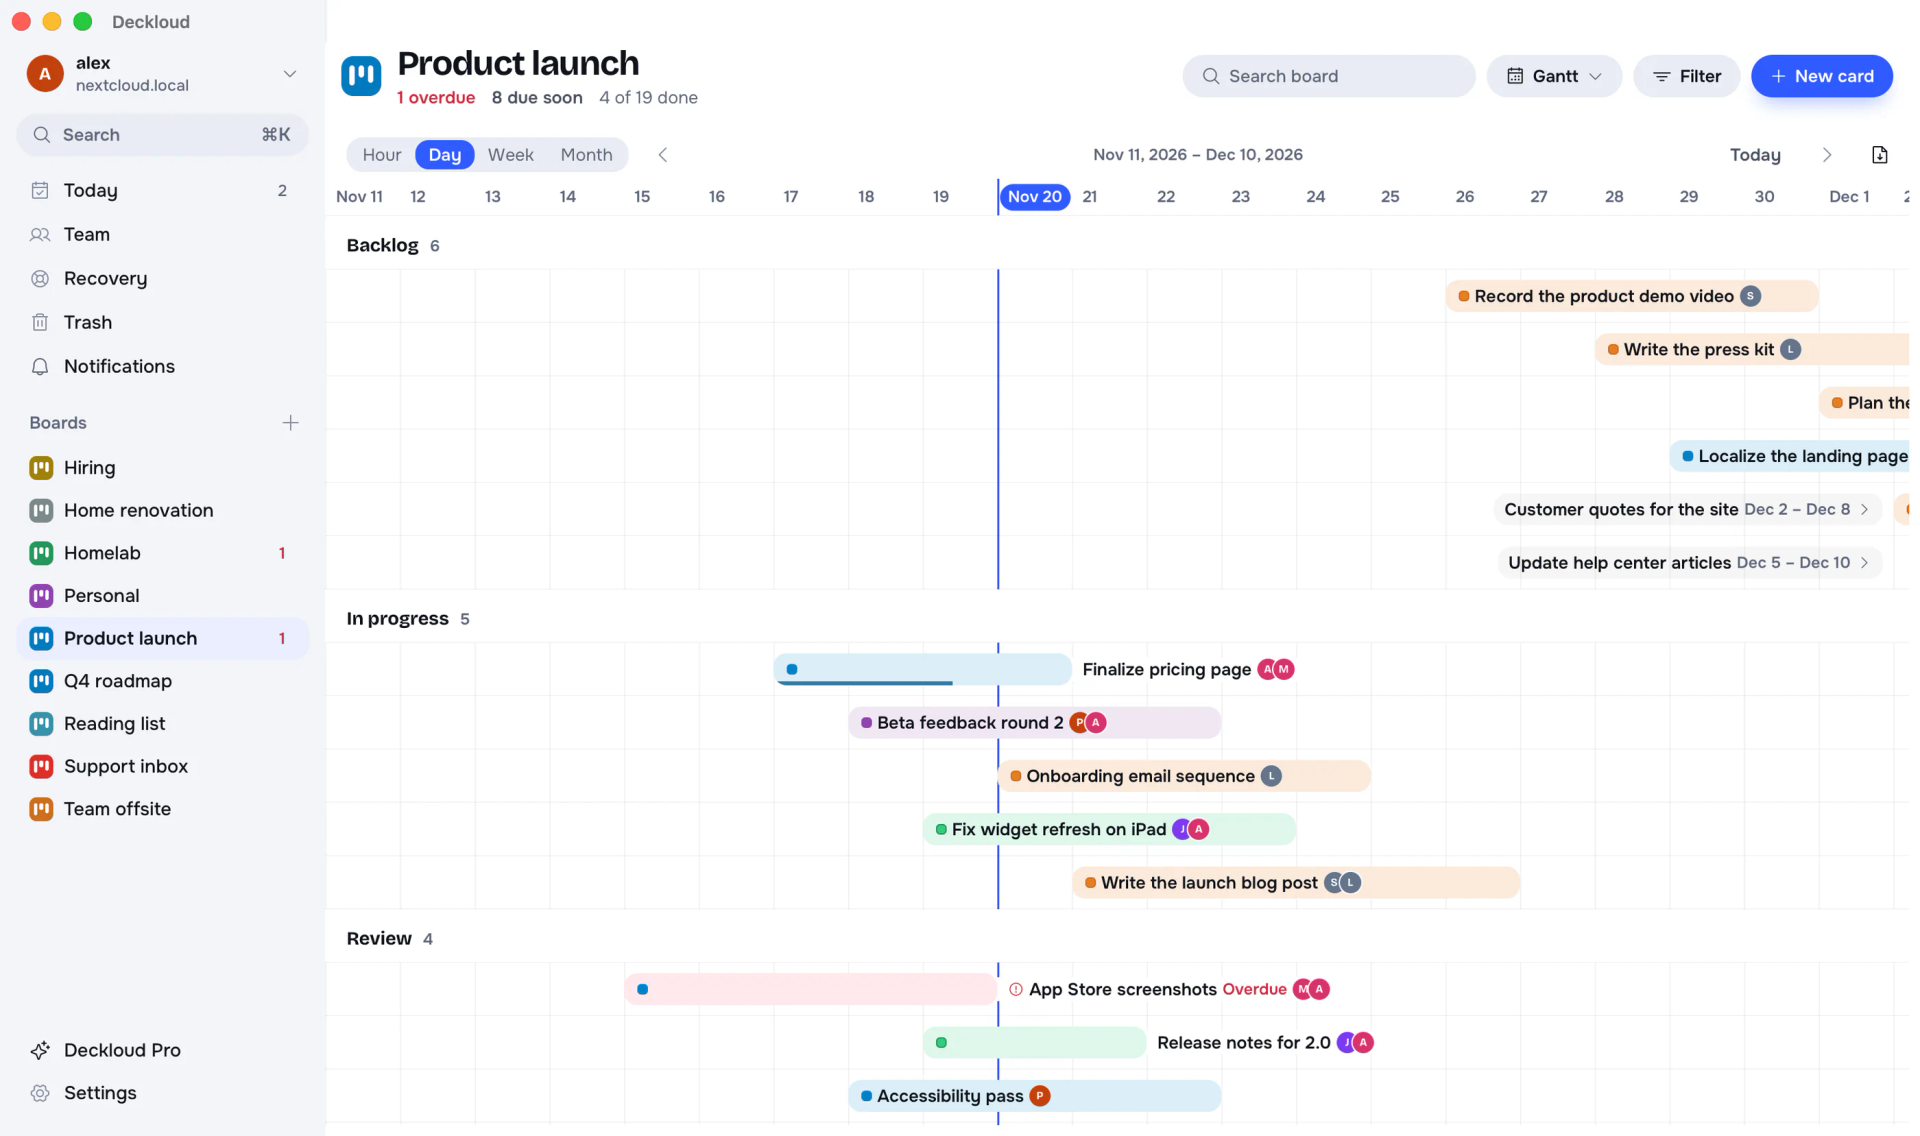 Deckloud
A
alex
nextcloud.local
Search ⌘K
Today 2
Team
Recovery
Trash
Notifications
Boards
Hiring
Home renovation
Homelab 1
Personal
Product launch 1
Q4 roadmap
Reading list
Support inbox
Team offsite
Deckloud Pro
Settings
Product launch
1 overdue 8 due soon 4 of 19 done
Search board
Gantt
Filter
New card
Hour Day Week Month
Nov 11, 2026 – Dec 10, 2026
Today
Nov 11 12 13 14 15 16 17 18 19 Nov 20 21 22 23 24 25 26 27 28 29 30 Dec 1
Backlog 6
Record the product demo video S
Write the press kit L
Plan the
Localize the landing page
Customer quotes for the site Dec 2 – Dec 8
Update help center articles Dec 5 – Dec 10
In progress 5
Finalize pricing page A M
Beta feedback round 2 P A
Onboarding email sequence L
Fix widget refresh on iPad J A
Write the launch blog post S L
Review 4
App Store screenshots Overdue M A
Release notes for 2.0 J A
Accessibility pass P